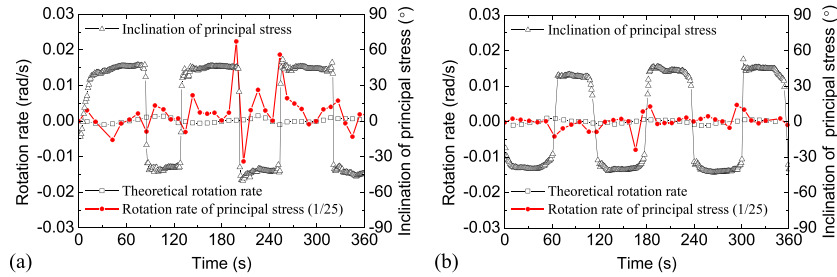 0.03
0.02
0.01
0.00
-0.01
-0.02
-0.03
Rotation rate (rad/s)
Inclination of principal stress
Theoretical rotation rate
Rotation rate of principal stress (1/25)
90
60
30
0
-30
-60
-90
Inclination of principal stress (°)
0 60 120 180 240 300 360
Time (s)
(a)
0.03
0.02
0.01
0.00
-0.01
-0.02
-0.03
Rotation rate (rad/s)
Inclination of principal stress
Theoretical rotation rate
Rotation rate of principal stress (1/25)
90
60
30
0
-30
-60
-90
Inclination of principal stress (°)
0 60 120 180 240 300 360
Time (s)
(b)